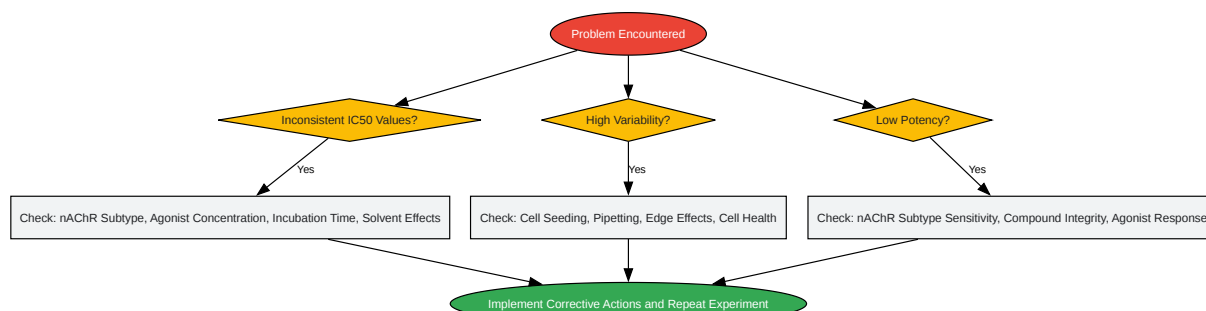 Problem Encountered
Inconsistent IC50 Values?
High Variability?
Low Potency?
Yes
Yes
Yes
Check: nAChR Subtype, Agonist Concentration, Incubation Time, Solvent Effects
Check: Cell Seeding, Pipetting, Edge Effects, Cell Health
Check: nAChR Subtype Sensitivity, Compound Integrity, Agonist Response
Implement Corrective Actions and Repeat Experiment